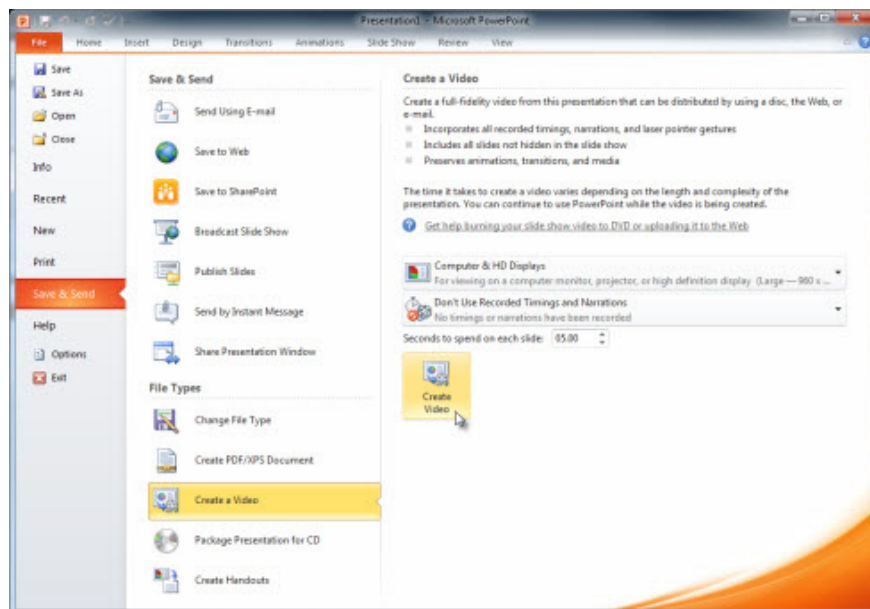 Presentation1 - Microsoft PowerPoint
File Home Insert Design Transitions Animations Slide Show Review View
Save
Save As
Open
Close
Info
Recent
New
Print
Save & Send
Help
Options
Exit
Save & Send
Send Using E-mail
Save to Web
Save to SharePoint
Broadcast Slide Show
Publish Slides
Send by Instant Message
Share Presentation Window
File Types
Change File Type
Create PDF/XPS Document
Create a Video
Package Presentation for CD
Create Handouts
Create a Video
Create a full-fidelity video from this presentation that can be distributed by using a disc, the Web, or
e-mail.
Incorporates all recorded timings, narrations, and laser pointer gestures
Includes all slides not hidden in the slide show
Preserves animations, transitions, and media
The time it takes to create a video varies depending on the length and complexity of the
presentation. You can continue to use PowerPoint while the video is being created.
Get help burning your slide show video to DVD or uploading it to the Web
Computer & HD Displays
For viewing on a computer monitor, projector, or high definition display (Large — 960 x ...
Don't Use Recorded Timings and Narrations
No timings or narrations have been recorded
Seconds to spend on each slide: 05.00
Create
Video